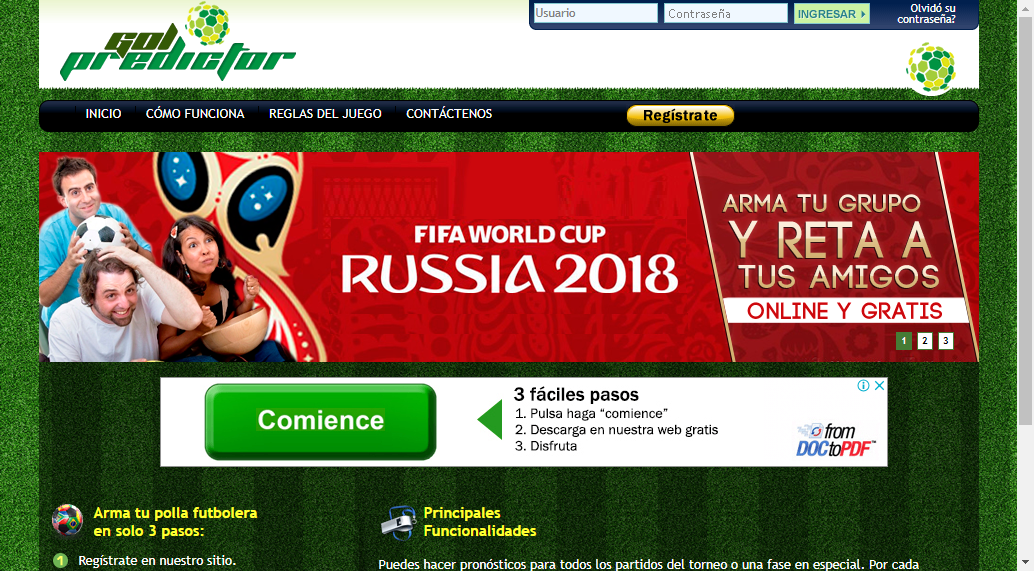 Gol
predictor
Usuario
Contraseña
INGRESAR
Olvidó su
contraseña?
INICIO
CÓMO FUNCIONA
REGLAS DEL JUEGO
CONTÁCTENOS
Regístrate
FIFA WORLD CUP
RUSSIA 2018
ARMA TU GRUPO
Y RETA A
TUS AMIGOS
ONLINE Y GRATIS
1 2 3
Comience
3 fáciles pasos
1. Pulsa haga “comience”
2. Descarga en nuestra web gratis
3. Disfruta
from
DOCtoPDF™
Arma tu polla futbolera
en solo 3 pasos:
1 Regístrate en nuestro sitio.
Principales
Funcionalidades
Puedes hacer pronósticos para todos los partidos del torneo o una fase en especial. Por cada